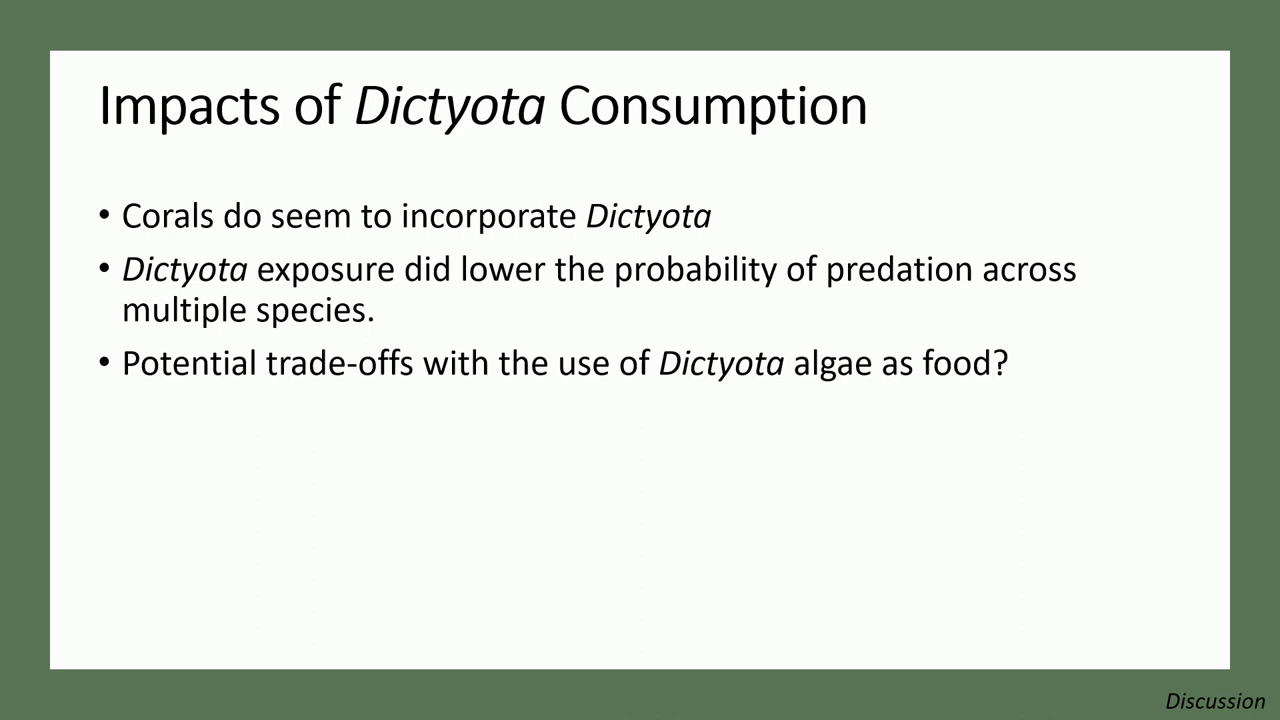 Impacts of Dictyota Consumption
• Corals do seem to incorporate Dictyota
• Dictyota exposure did lower the probability of predation across
multiple species.
• Potential trade-offs with the use of Dictyota algae as food?
Discussion